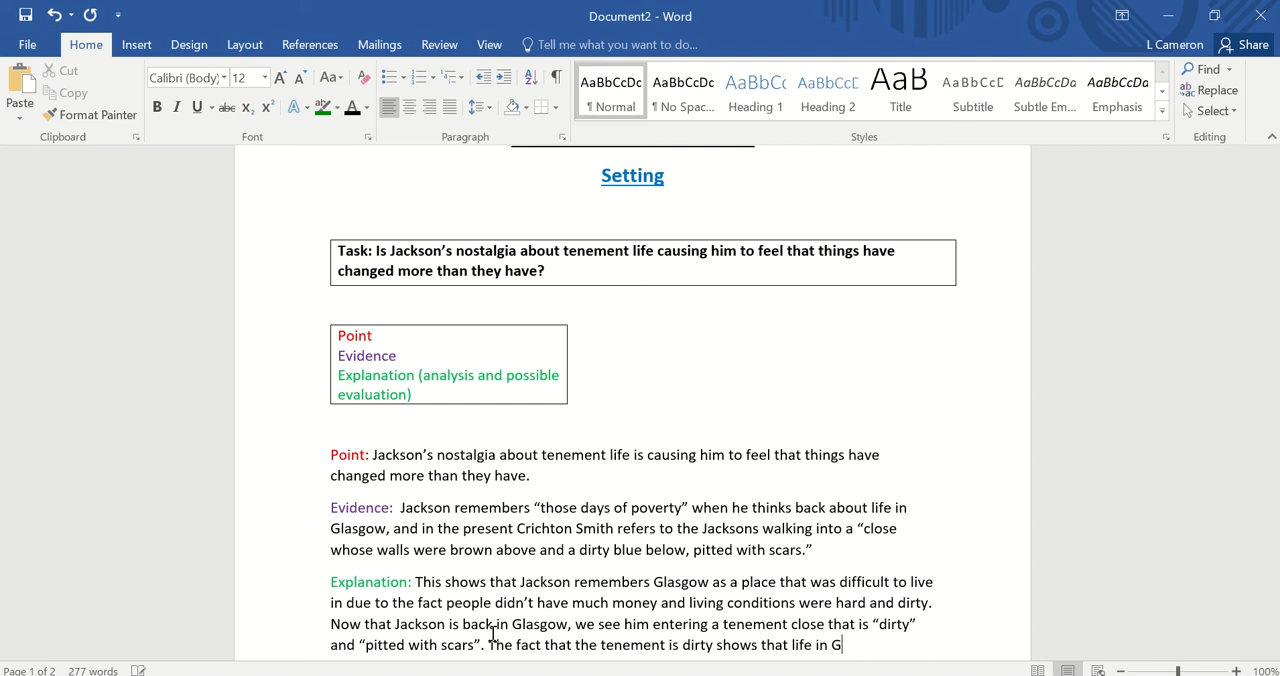 Document2 - Word
File Home Insert Design Layout References Mailings Review View Tell me what you want to do... L Cameron Share
Paste Cut Copy Format Painter
Calibri (Body) 12
AaBbCcDc AaBbCcDc AaBbCc AaBbCcD AaB AaBbCcD AaBbCcDc AaBbCcDc
¶ Normal ¶ No Spac... Heading 1 Heading 2 Title Subtitle Subtle Em... Emphasis
Find
Replace
Select
Clipboard Font Paragraph Styles Editing
Setting
Task: Is Jackson’s nostalgia about tenement life causing him to feel that things have
changed more than they have?
Point
Evidence
Explanation (analysis and possible
evaluation)
Point: Jackson’s nostalgia about tenement life is causing him to feel that things have
changed more than they have.
Evidence:  Jackson remembers “those days of poverty” when he thinks back about life in
Glasgow, and in the present Crichton Smith refers to the Jacksons walking into a “close
whose walls were brown above and a dirty blue below, pitted with scars.”
Explanation: This shows that Jackson remembers Glasgow as a place that was difficult to live
in due to the fact people didn’t have much money and living conditions were hard and dirty.
Now that Jackson is back in Glasgow, we see him entering a tenement close that is “dirty”
and “pitted with scars”. The fact that the tenement is dirty shows that life in G
Page 1 of 2 277 words 100%